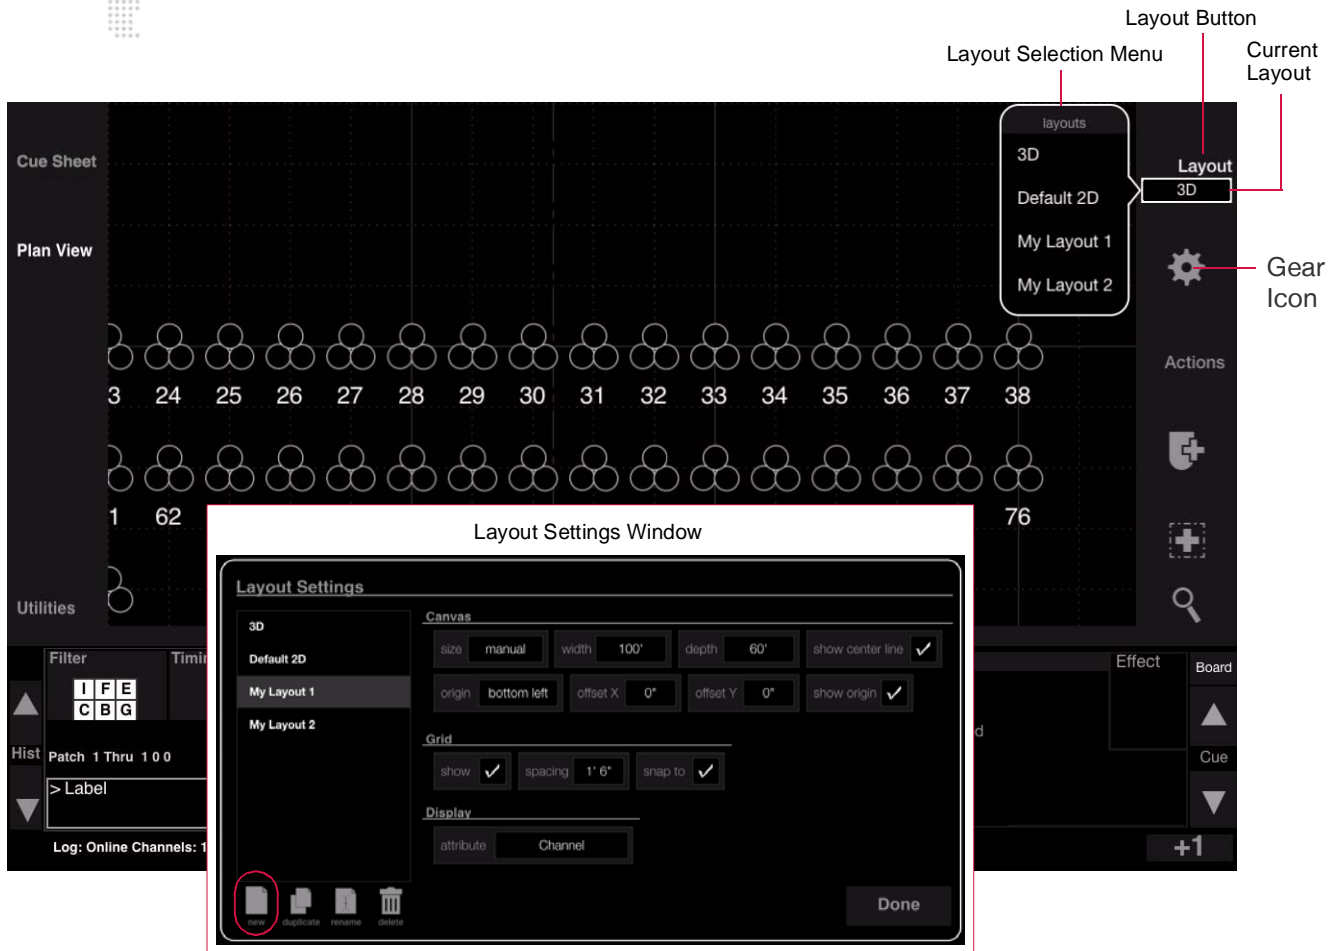 Layout Button
Layout Selection Menu
Current
Layout
layouts
3D
Default 2D
My Layout 1
My Layout 2
Layout
3D
Cue Sheet
Plan View
Gear
Icon
Actions
3 24 25 26 27 28 29 30 31 32 33 34 35 36 37 38
1 62 76
Utilities
Layout Settings Window
Layout Settings
3D
Default 2D
My Layout 1
My Layout 2
Canvas
size manual width 100' depth 60' show center line
origin bottom left offset X 0" offset Y 0" show origin
Grid
show spacing 1' 6" snap to
Display
attribute Channel
new duplicate rename delete
Done
Filter Timi
I F E
C B G
Hist
Patch 1 Thru 1 0 0
> Label
Log: Online Channels: 1
Effect
Board
d
Cue
+1